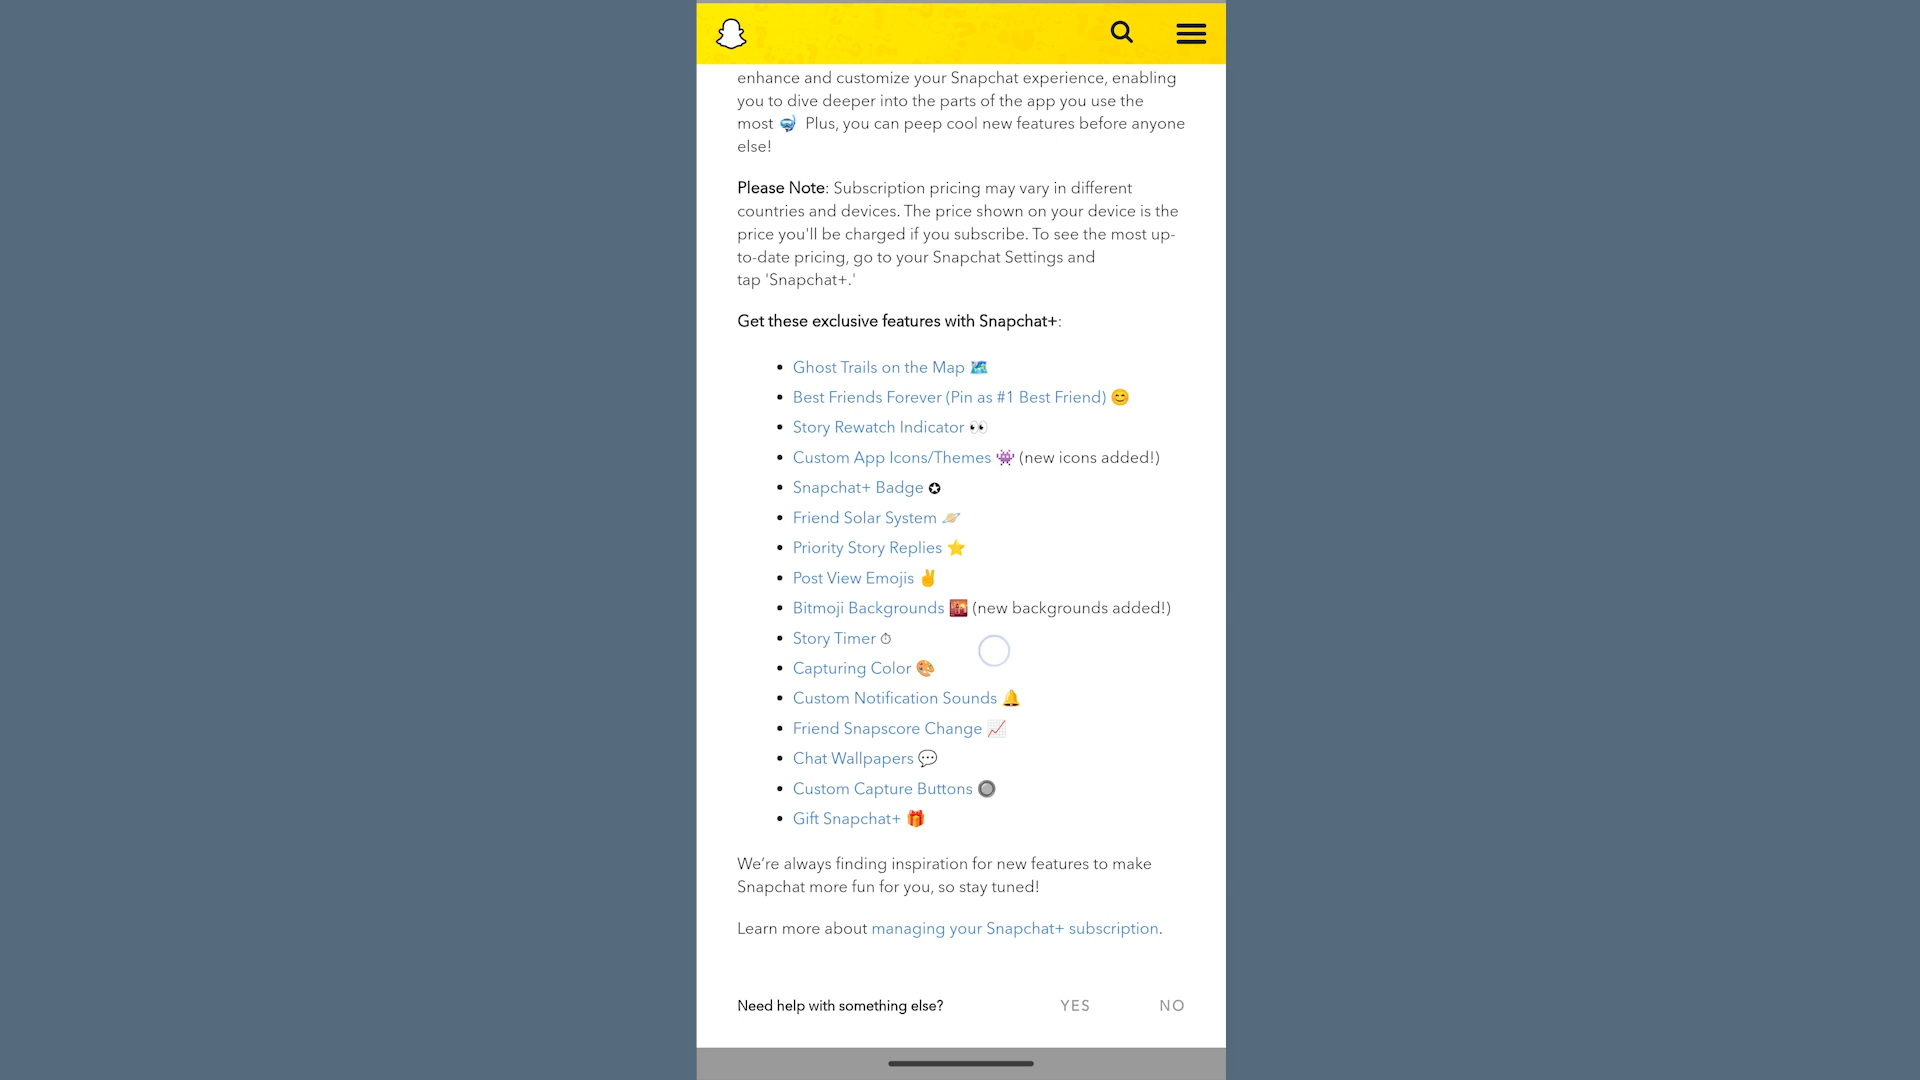 enhance and customize your Snapchat experience, enabling
you to dive deeper into the parts of the app you use the
most 🤿 Plus, you can peep cool new features before anyone
else!
Please Note: Subscription pricing may vary in different
countries and devices. The price shown on your device is the
price you'll be charged if you subscribe. To see the most up-
to-date pricing, go to your Snapchat Settings and
tap 'Snapchat+.'
Get these exclusive features with Snapchat+:
• Ghost Trails on the Map 🗺️
• Best Friends Forever (Pin as #1 Best Friend) 😊
• Story Rewatch Indicator 👀
• Custom App Icons/Themes 👾 (new icons added!)
• Snapchat+ Badge ✪
• Friend Solar System 🪐
• Priority Story Replies ⭐
• Post View Emojis ✌️
• Bitmoji Backgrounds 🌇 (new backgrounds added!)
• Story Timer ⏱
• Capturing Color 🎨
• Custom Notification Sounds 🔔
• Friend Snapscore Change 📈
• Chat Wallpapers 💬
• Custom Capture Buttons 🔘
• Gift Snapchat+ 🎁
We're always finding inspiration for new features to make
Snapchat more fun for you, so stay tuned!
Learn more about managing your Snapchat+ subscription.
Need help with something else? YES NO